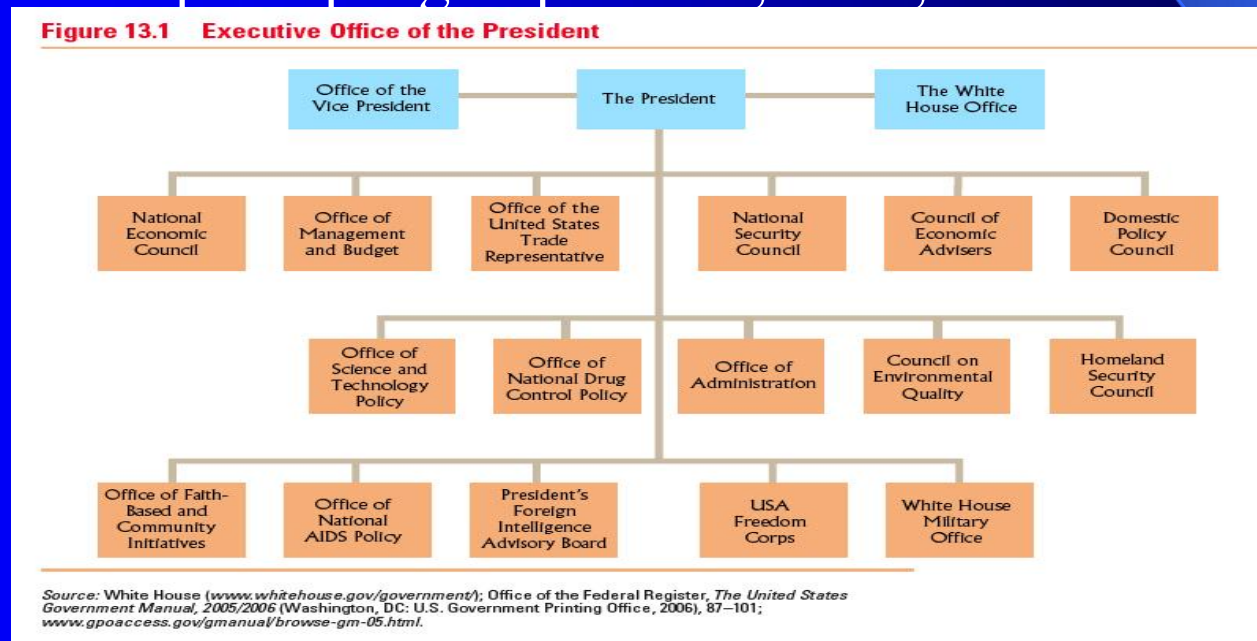 Figure 13.1 Executive Office of the President
Office of the
Vice President
The President
The White
House Office
National
Economic
Council
Office of
Management
and Budget
Office of the
United States
Trade
Representative
National
Security
Council
Council of
Economic
Advisers
Domestic
Policy
Council
Office of
Science and
Technology
Policy
Office of
National Drug
Control Policy
Office of
Administration
Council on
Environmental
Quality
Homeland
Security
Council
Office of Faith-
Based and
Community
Initiatives
Office of
National
AIDS Policy
President's
Foreign
Intelligence
Advisory Board
USA
Freedom
Corps
White House
Military
Office
Source: White House (www.whitehouse.gov/government/); Office of the Federal Register, The United States
Government Manual, 2005/2006 (Washington, DC: U.S. Government Printing Office, 2006), 87–101;
www.gpoaccess.gov/gmanual/browse-gm-05.html.